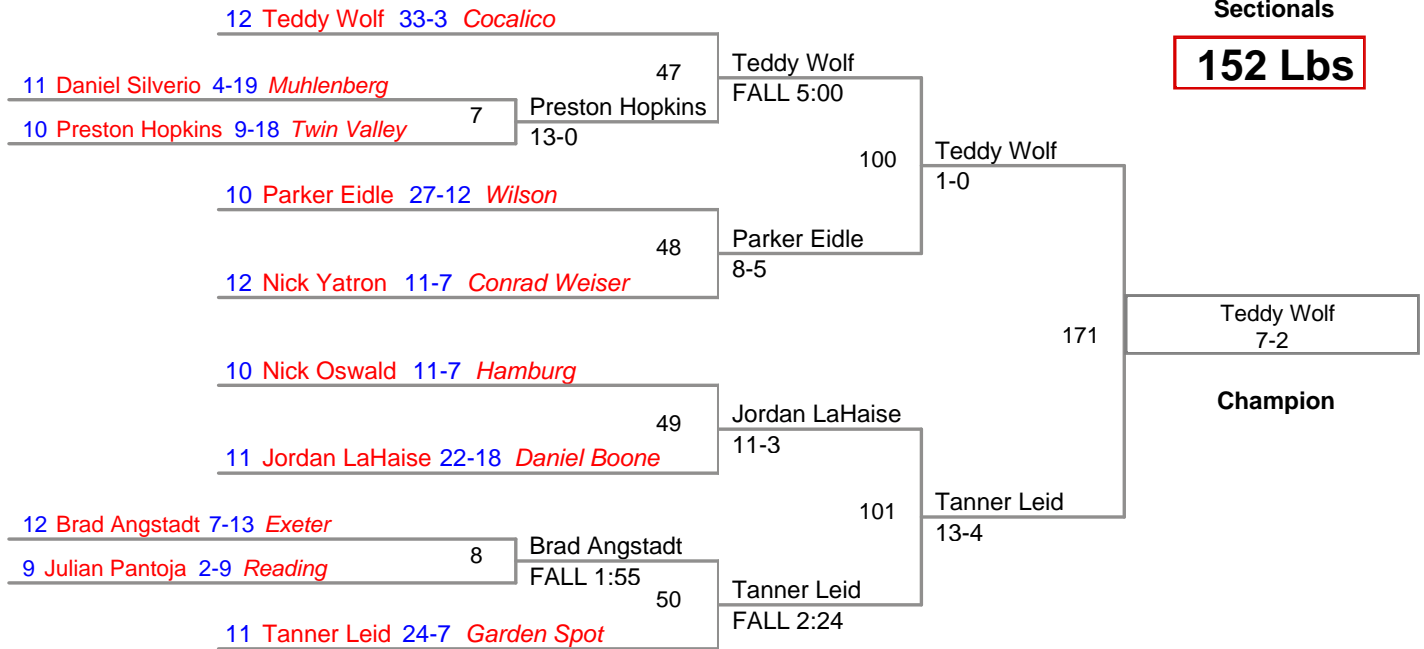 Sectionals
152 Lbs
12 Teddy Wolf 33-3 Cocalico
47
Teddy Wolf
FALL 5:00
11 Daniel Silverio 4-19 Muhlenberg
7
Preston Hopkins
13-0
10 Preston Hopkins 9-18 Twin Valley
100
Teddy Wolf
1-0
10 Parker Eidle 27-12 Wilson
48
Parker Eidle
8-5
12 Nick Yatron 11-7 Conrad Weiser
171
Teddy Wolf
7-2
Champion
10 Nick Oswald 11-7 Hamburg
49
Jordan LaHaise
11-3
11 Jordan LaHaise 22-18 Daniel Boone
101
Tanner Leid
13-4
12 Brad Angstadt 7-13 Exeter
8
Brad Angstadt
FALL 1:55
9 Julian Pantoja 2-9 Reading
50
Tanner Leid
FALL 2:24
11 Tanner Leid 24-7 Garden Spot